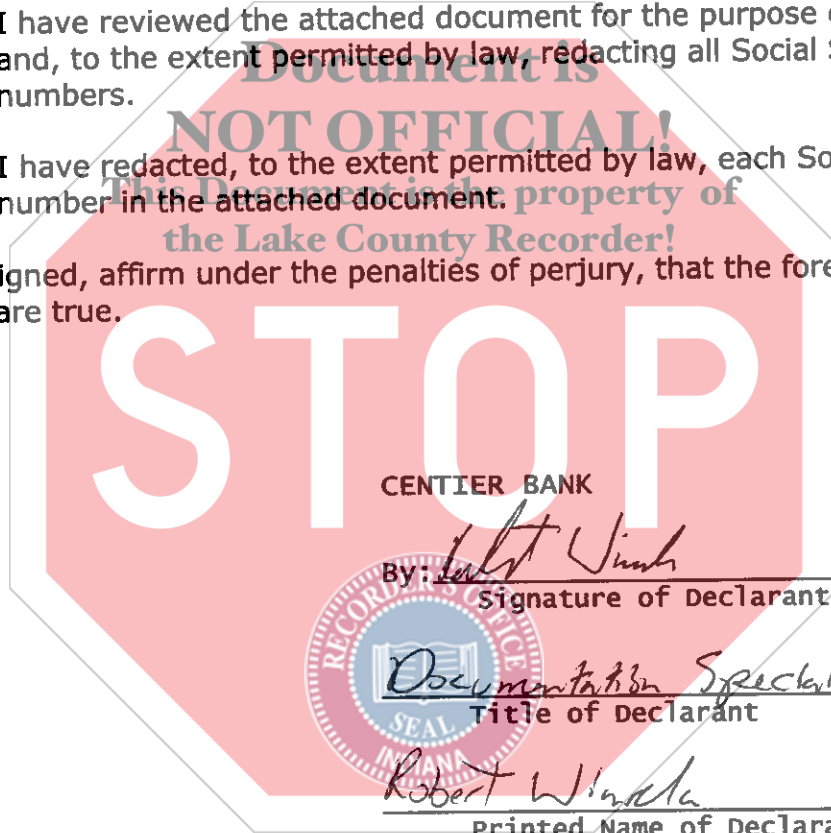 I have reviewed the attached document for the purpose
and, to the extent permitted by law, redacting all Social
numbers.
Document is
NOT OFFICIAL!
I have redacted, to the extent permitted by law, each So
number in the attached document.
This Document is the property of
the Lake County Recorder!
igned, affirm under the penalties of perjury, that the fore
are true.
STOP
CENTIER BANK
By:
Signature of Declarant
Documentation Special
Title of Declarant
RECORDER'S OFFICE
SEAL
INDIANA
Robert
Printed Name of Declara